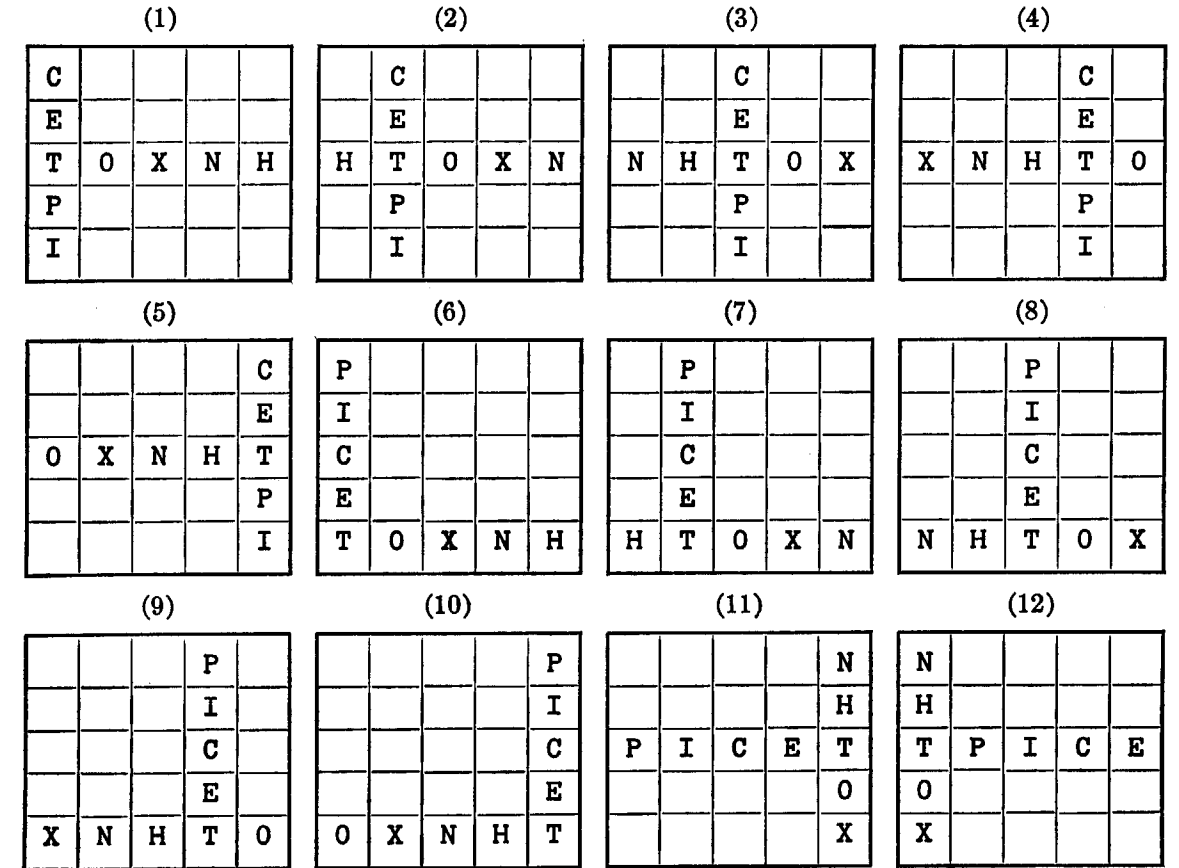 (1) (2) (3) (4)
C C C C
E E E E
T O X N H H T O X N N H T O X X N H T O
P P P P
I I I I
(5) (6) (7) (8)
C P P P
E I I I
O X N H T C C C
P E E E
I T O X N H H T O X N N H T O X
(9) (10) (11) (12)
P P N N
I I H H
C C P I C E T T P I C E
E E O O
X N H T O O X N H T X X